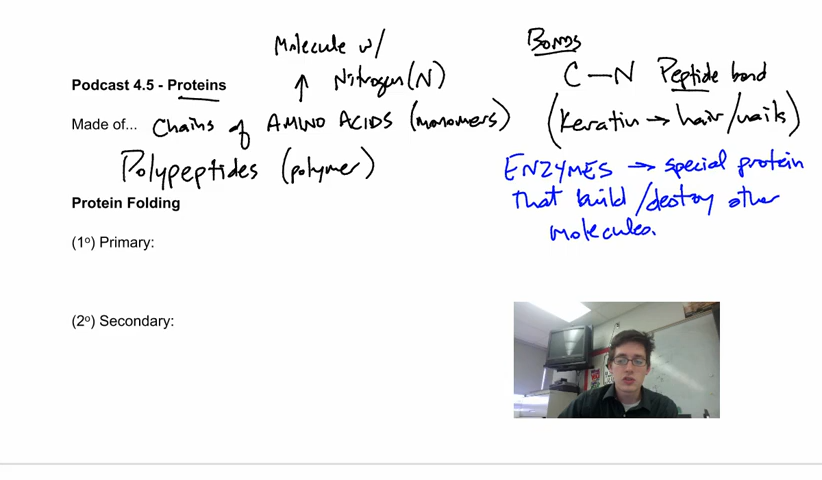 Molecule w/
Nitrogen (N)
Podcast 4.5 - Proteins
Made of... Chains of AMINO ACIDS (monomers)
Polypeptides (polymer)
Bonds
C—N Peptide bond
(Keratin → hair/nails)
ENZYMES → special protein
that build/destroy other
molecules.
Protein Folding
(1º) Primary:
(2º) Secondary: